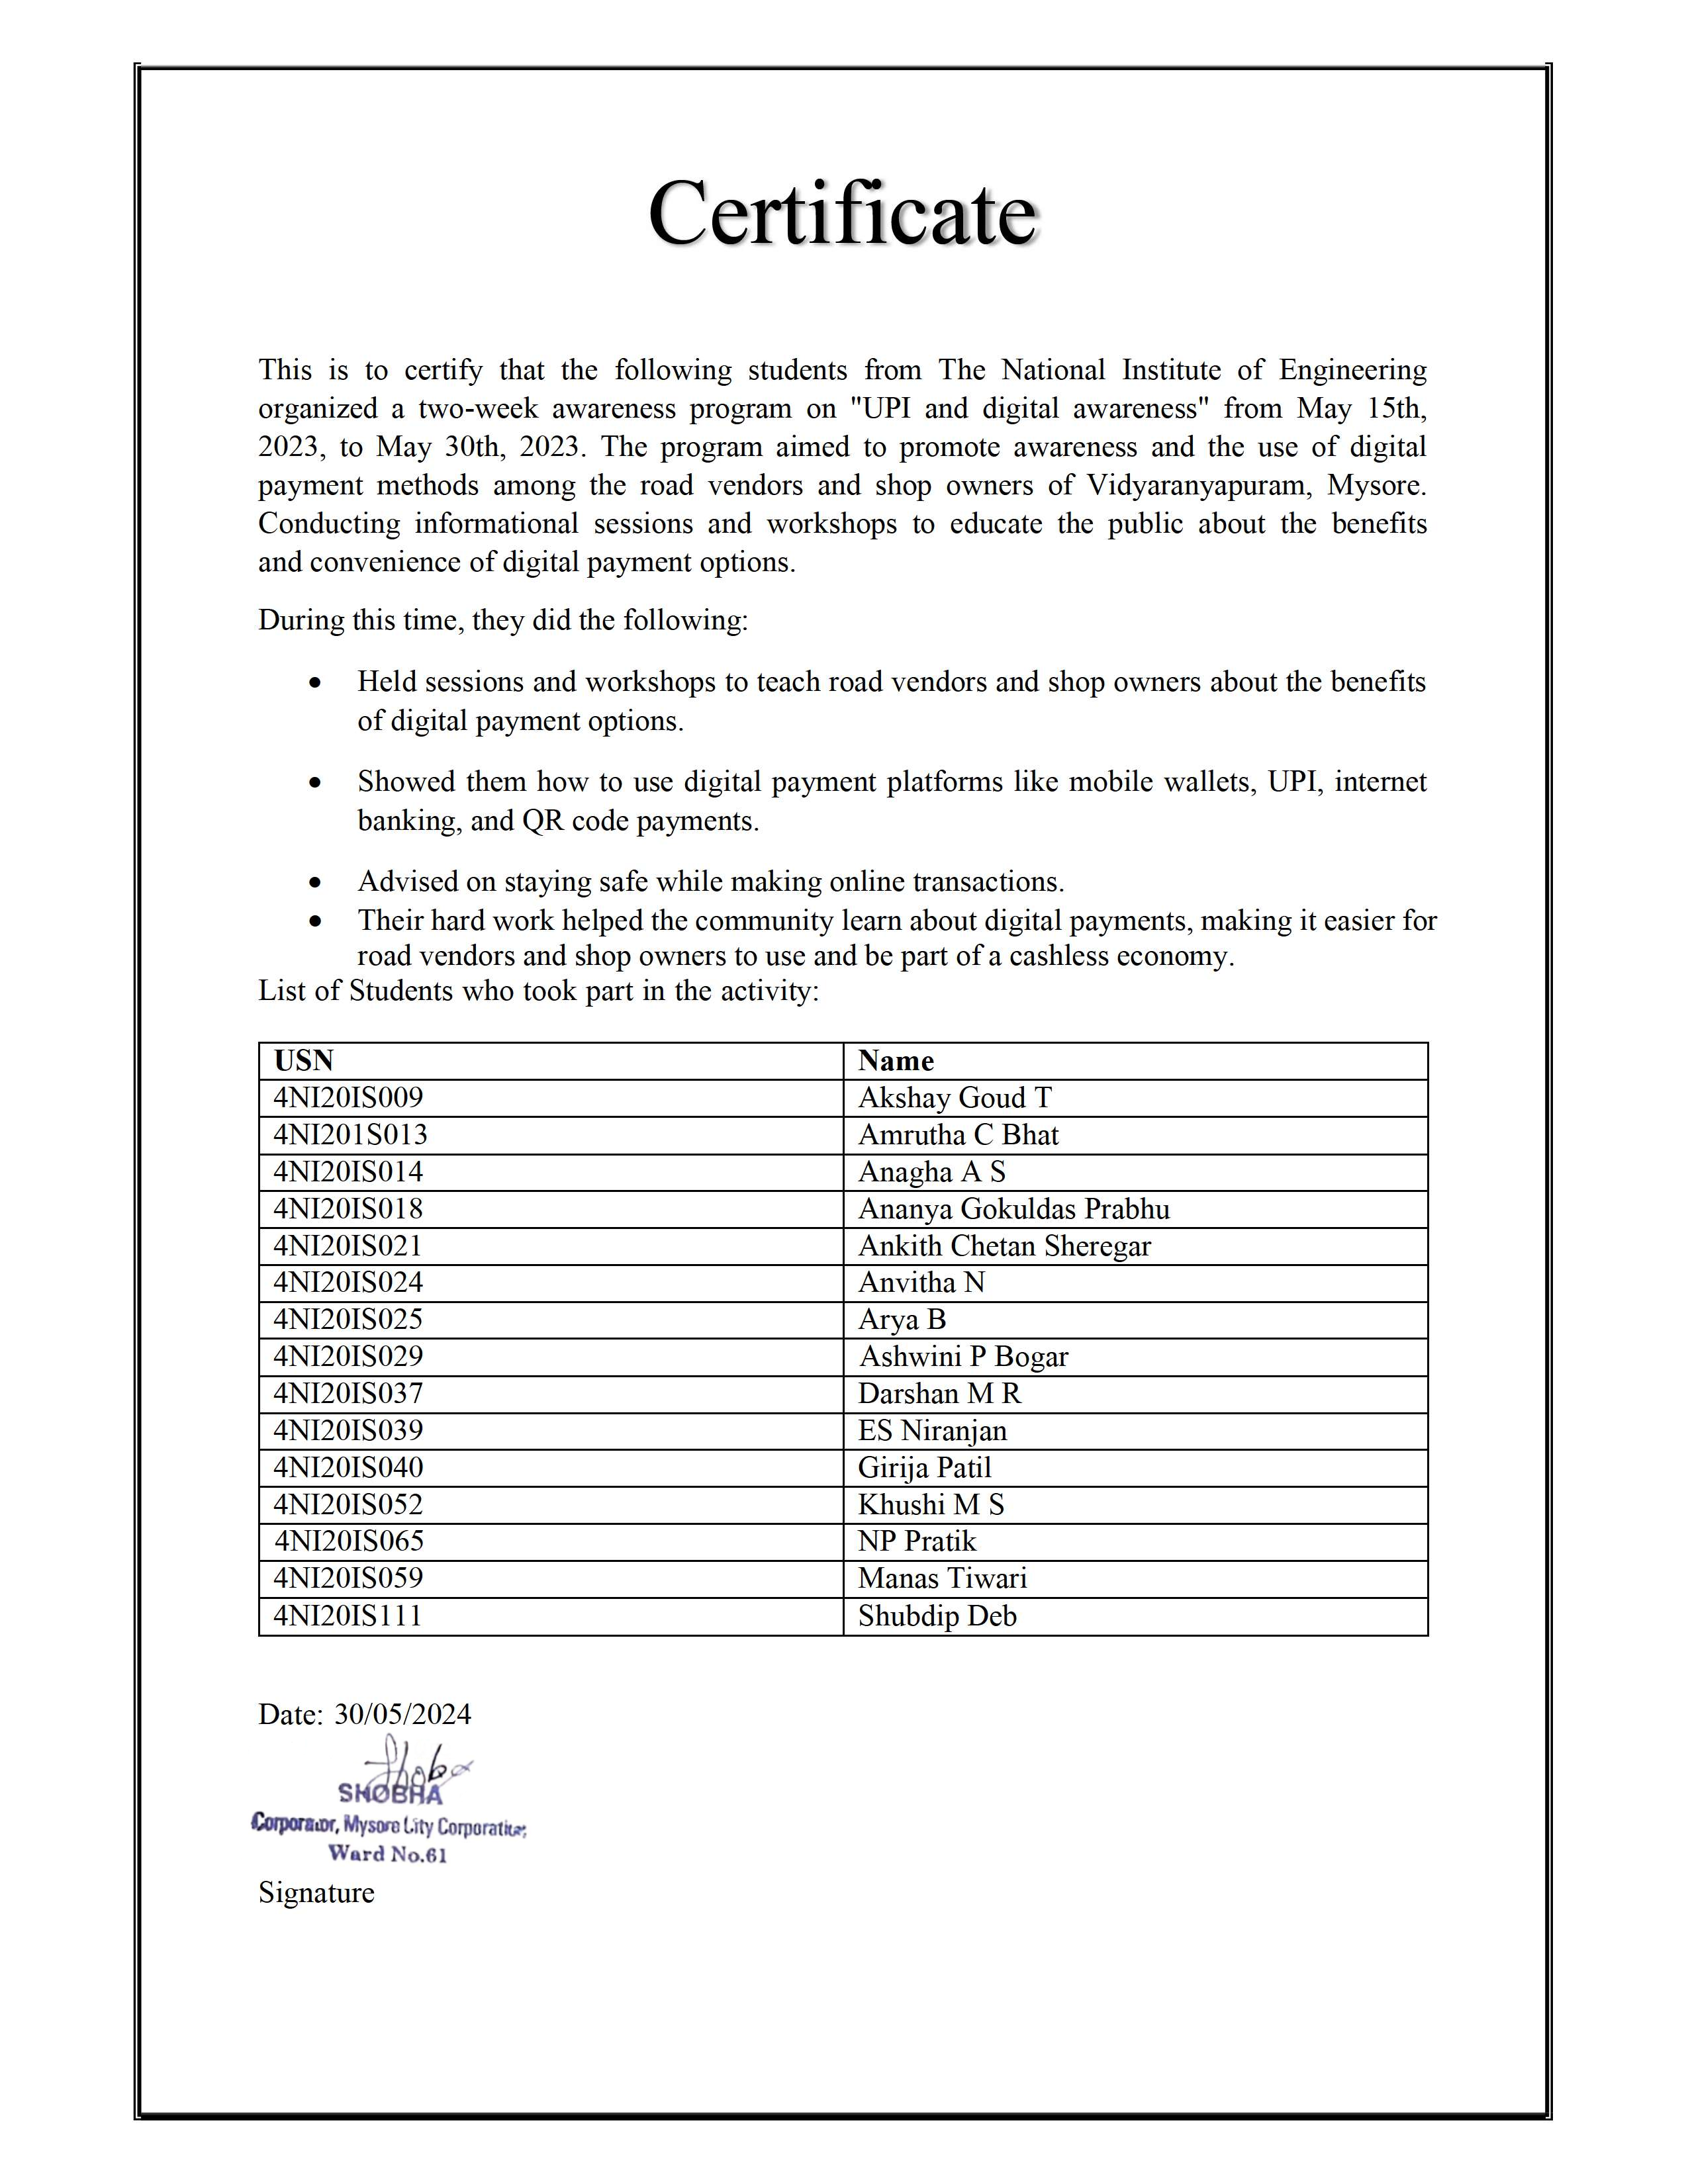 Certificate
This is to certify that the following students from The National Institute of Engineering
organized a two-week awareness program on "UPI and digital awareness" from May 15th,
2023, to May 30th, 2023. The program aimed to promote awareness and the use of digital
payment methods among the road vendors and shop owners of Vidyaranyapuram, Mysore.
Conducting informational sessions and workshops to educate the public about the benefits
and convenience of digital payment options.
During this time, they did the following:
• Held sessions and workshops to teach road vendors and shop owners about the benefits
of digital payment options.
• Showed them how to use digital payment platforms like mobile wallets, UPI, internet
banking, and QR code payments.
• Advised on staying safe while making online transactions.
• Their hard work helped the community learn about digital payments, making it easier for
road vendors and shop owners to use and be part of a cashless economy.
List of Students who took part in the activity:
USN Name
4NI20IS009 Akshay Goud T
4NI201S013 Amrutha C Bhat
4NI20IS014 Anagha A S
4NI20IS018 Ananya Gokuldas Prabhu
4NI20IS021 Ankith Chetan Sheregar
4NI20IS024 Anvitha N
4NI20IS025 Arya B
4NI20IS029 Ashwini P Bogar
4NI20IS037 Darshan M R
4NI20IS039 ES Niranjan
4NI20IS040 Girija Patil
4NI20IS052 Khushi M S
4NI20IS065 NP Pratik
4NI20IS059 Manas Tiwari
4NI20IS111 Shubdip Deb
Date: 30/05/2024
Shoba
SHOBHA
Corporator, Mysore City Corporation
Ward No.61
Signature